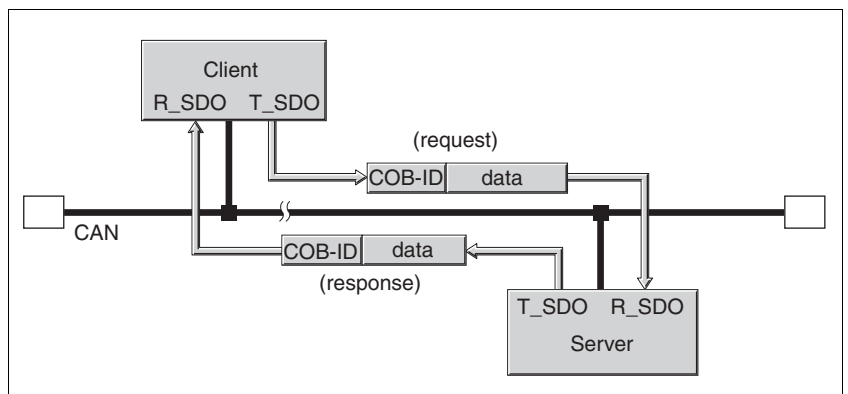 Client
R_SDO T_SDO
(request)
COB-ID data
CAN
COB-ID data
(response)
T_SDO R_SDO
Server